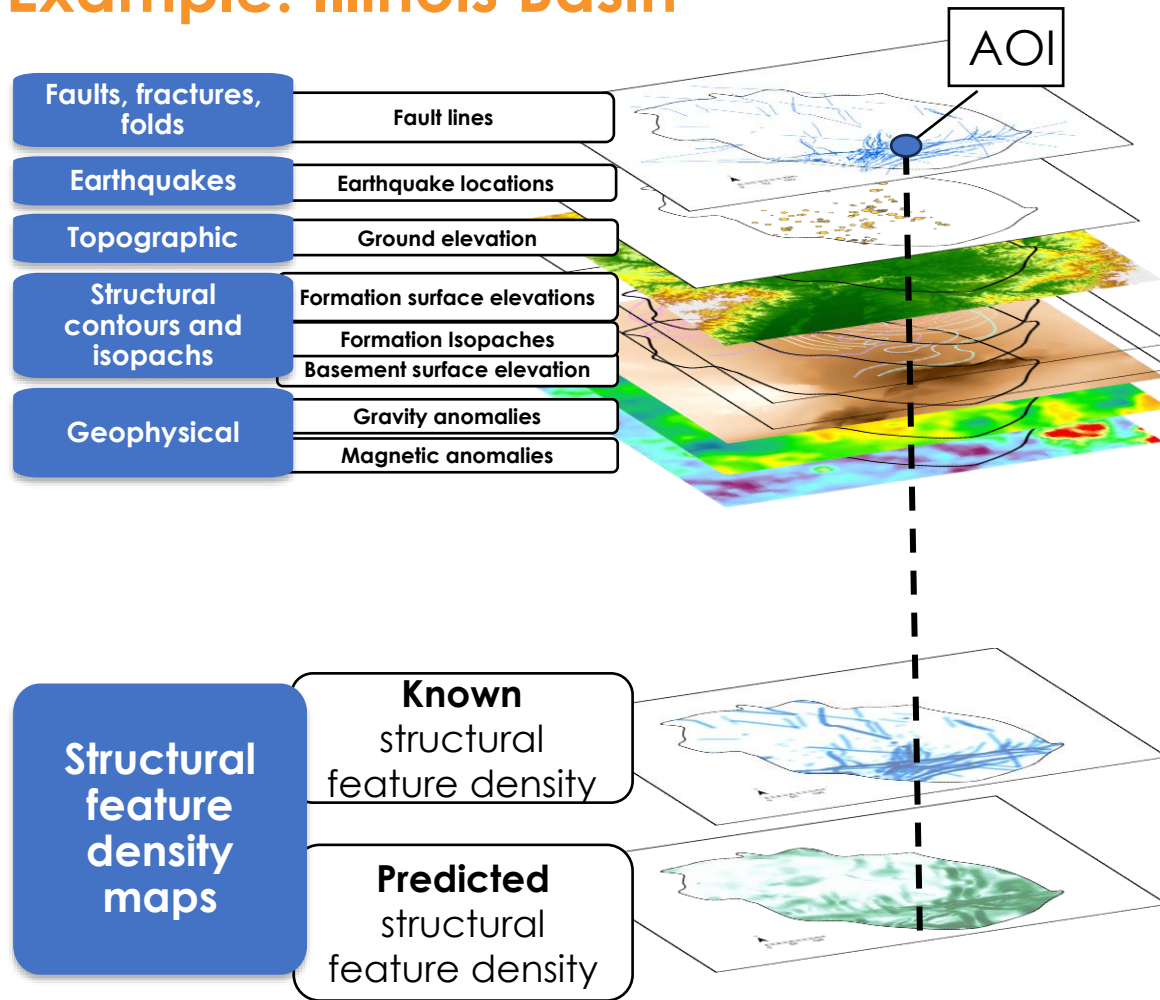 Example: Illinois Basin
AOI
Faults, fractures,
folds
Fault lines
Earthquakes
Earthquake locations
Topographic
Ground elevation
Structural
contours and
isopachs
Formation surface elevations
Formation Isopaches
Basement surface elevation
Geophysical
Gravity anomalies
Magnetic anomalies
Structural
feature
density
maps
Known
structural
feature density
Predicted
structural
feature density